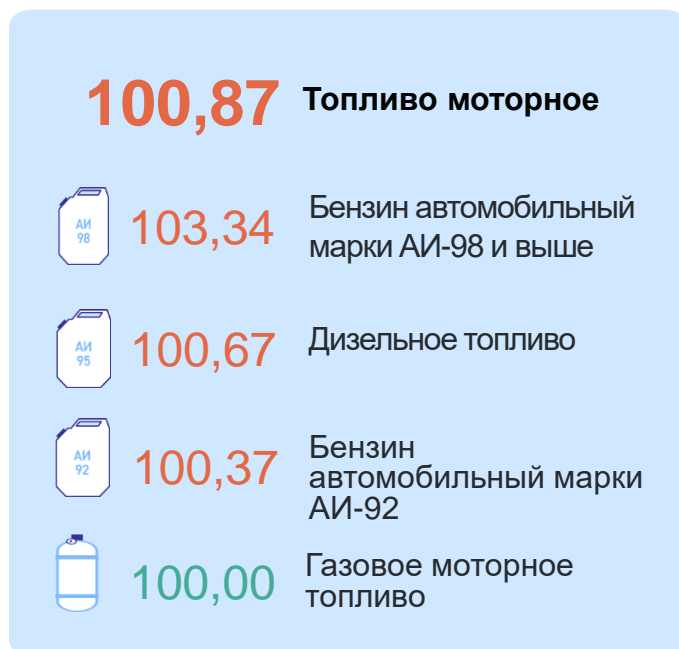 100,87 Топливо моторное
АИ
98
103,34
Бензин автомобильный
марки АИ-98 и выше
АИ
95
100,67
Дизельное топливо
АИ
92
100,37
Бензин
автомобильный марки
АИ-92
100,00
Газовое моторное
топливо